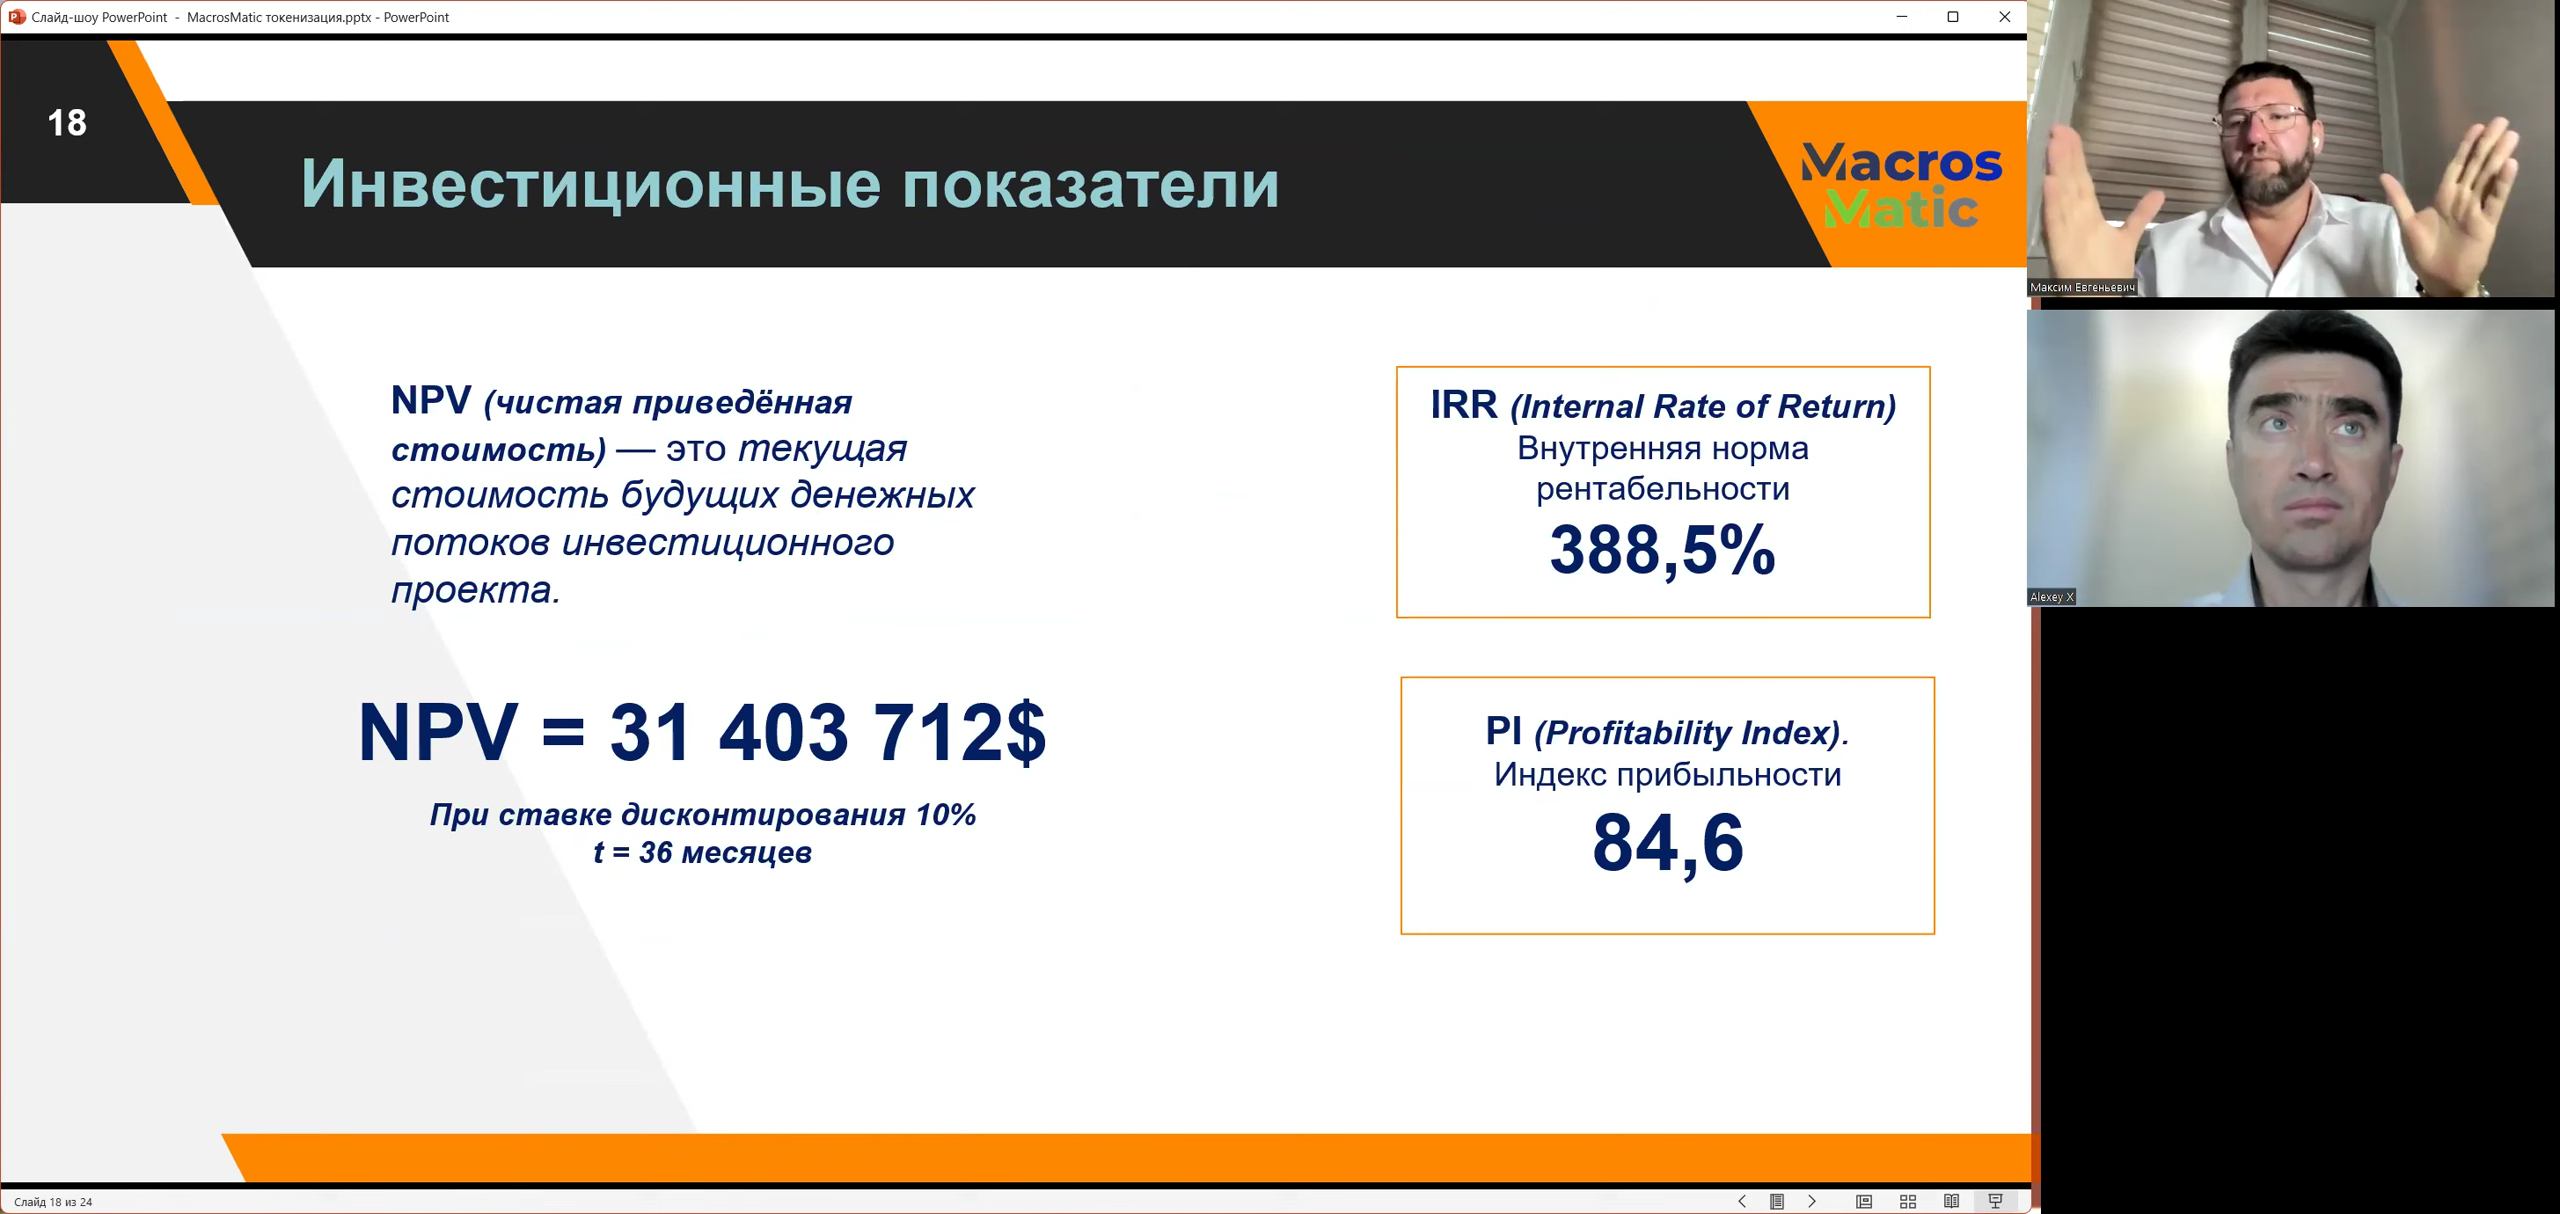 Слайд-шоу PowerPoint - MacrosMatic токенизация.pptx - PowerPoint
18
Инвестиционные показатели
Macros
Matic
NPV (чистая приведённая
стоимость) — это текущая
стоимость будущих денежных
потоков инвестиционного
проекта.
NPV = 31 403 712$
При ставке дисконтирования 10%
t = 36 месяцев
IRR (Internal Rate of Return)
Внутренняя норма
рентабельности
388,5%
PI (Profitability Index).
Индекс прибыльности
84,6
Максим Евгеньевич
Alexey X
Слайд 18 из 24